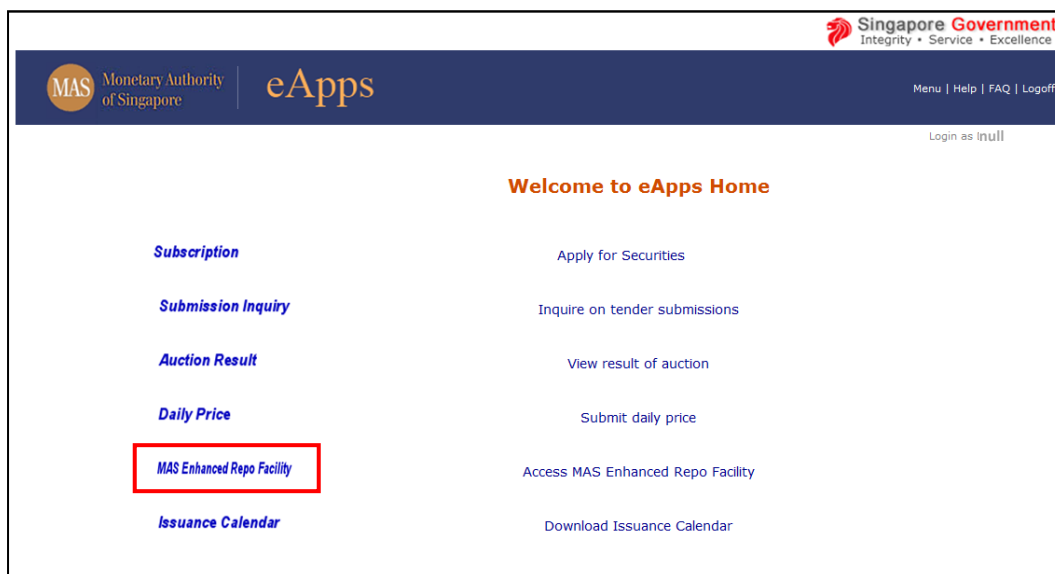 Singapore Government
Integrity • Service • Excellence
MAS
Monetary Authority
of Singapore
eApps
Menu | Help | FAQ | Logoff
Login as lnull
Welcome to eApps Home
Subscription
Apply for Securities
Submission Inquiry
Inquire on tender submissions
Auction Result
View result of auction
Daily Price
Submit daily price
MAS Enhanced Repo Facility
Access MAS Enhanced Repo Facility
Issuance Calendar
Download Issuance Calendar